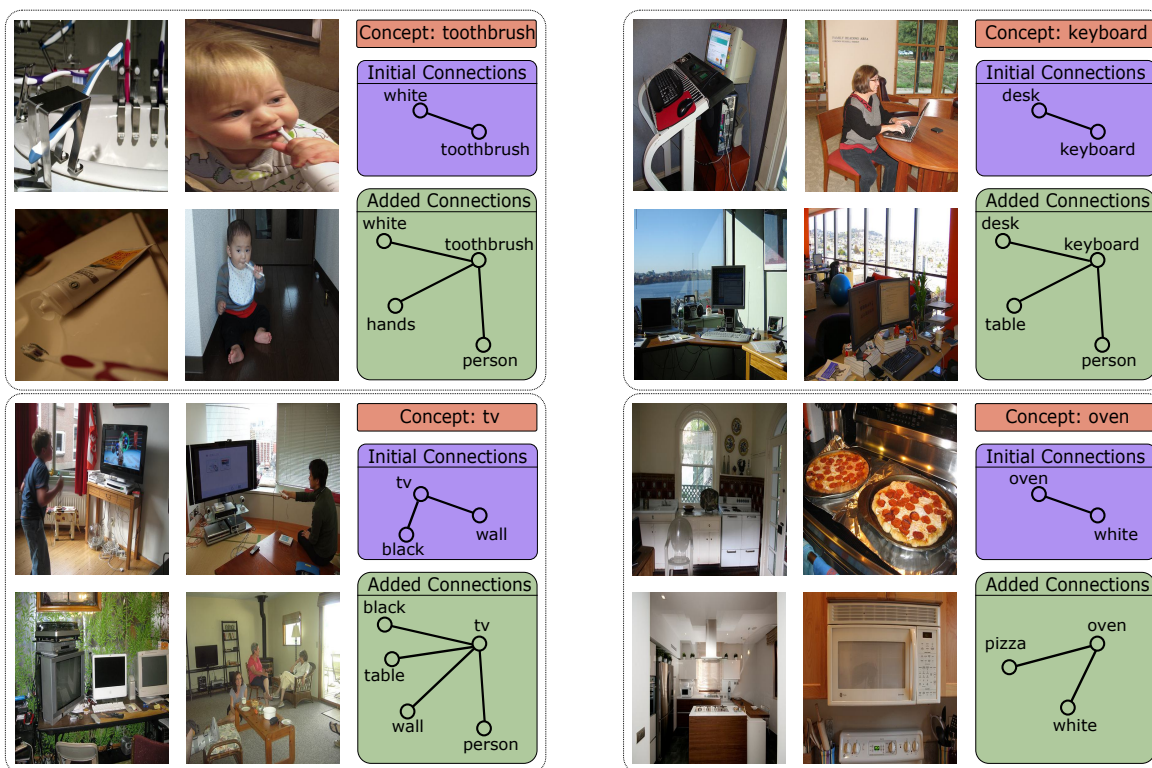 Concept: toothbrush
Initial Connections
white
toothbrush
Added Connections
white
toothbrush
hands
person
Concept: keyboard
Initial Connections
desk
keyboard
Added Connections
desk
keyboard
table
person
Concept: tv
Initial Connections
tv
wall
black
Added Connections
black
tv
table
wall
person
Concept: oven
Initial Connections
oven
white
Added Connections
oven
pizza
white